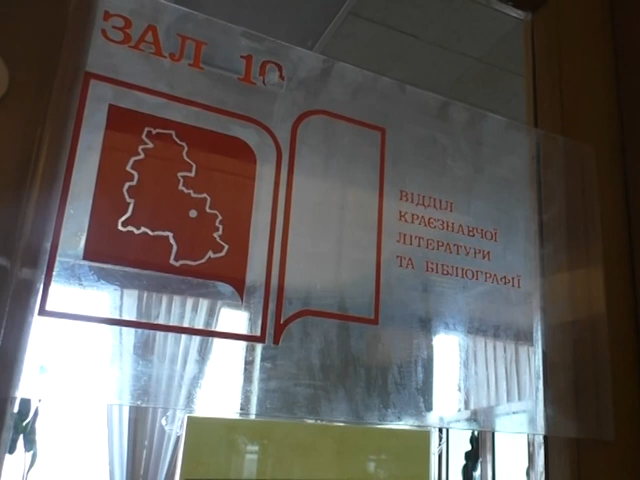 ЗАЛ 10
ВІДДІЛ
КРАЄЗНАВЧОЇ
ЛІТЕРАТУРИ
ТА БІБЛІОГРАФІЇ